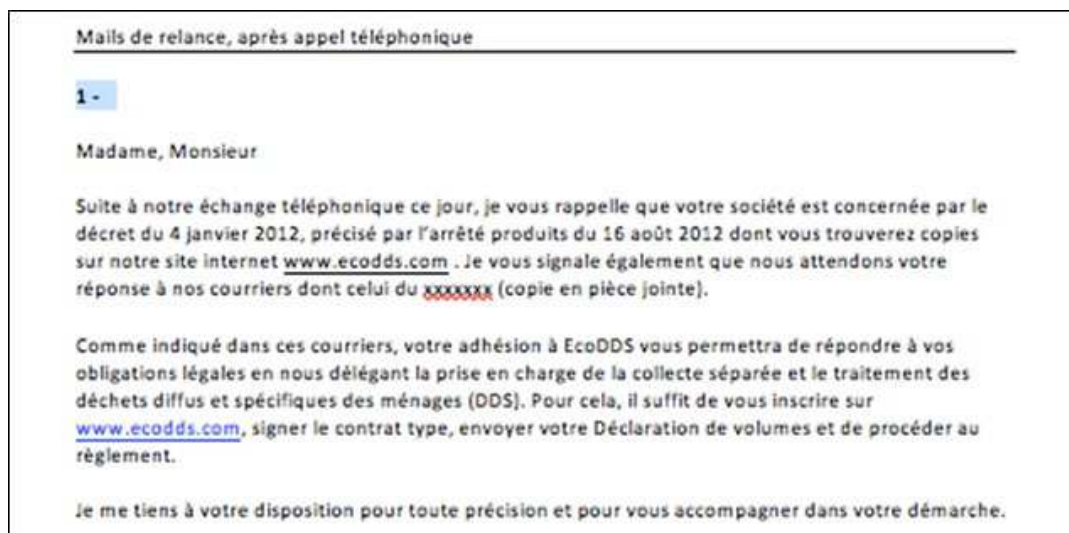 Mails de relance, après appel téléphonique
1 -
Madame, Monsieur
Suite à notre échange téléphonique ce jour, je vous rappelle que votre société est concernée par le
décret du 4 janvier 2012, précisé par l'arrêté produits du 16 août 2012 dont vous trouverez copies
sur notre site internet www.ecodds.com . Je vous signale également que nous attendons votre
réponse à nos courriers dont celui du xxxxxxx (copie en pièce jointe).
Comme indiqué dans ces courriers, votre adhésion à EcoDDS vous permettra de répondre à vos
obligations légales en nous délégant la prise en charge de la collecte séparée et le traitement des
déchets diffus et spécifiques des ménages (DDS). Pour cela, il suffit de vous inscrire sur
www.ecodds.com, signer le contrat type, envoyer votre Déclaration de volumes et de procéder au
règlement.
Je me tiens à votre disposition pour toute précision et pour vous accompagner dans votre démarche.